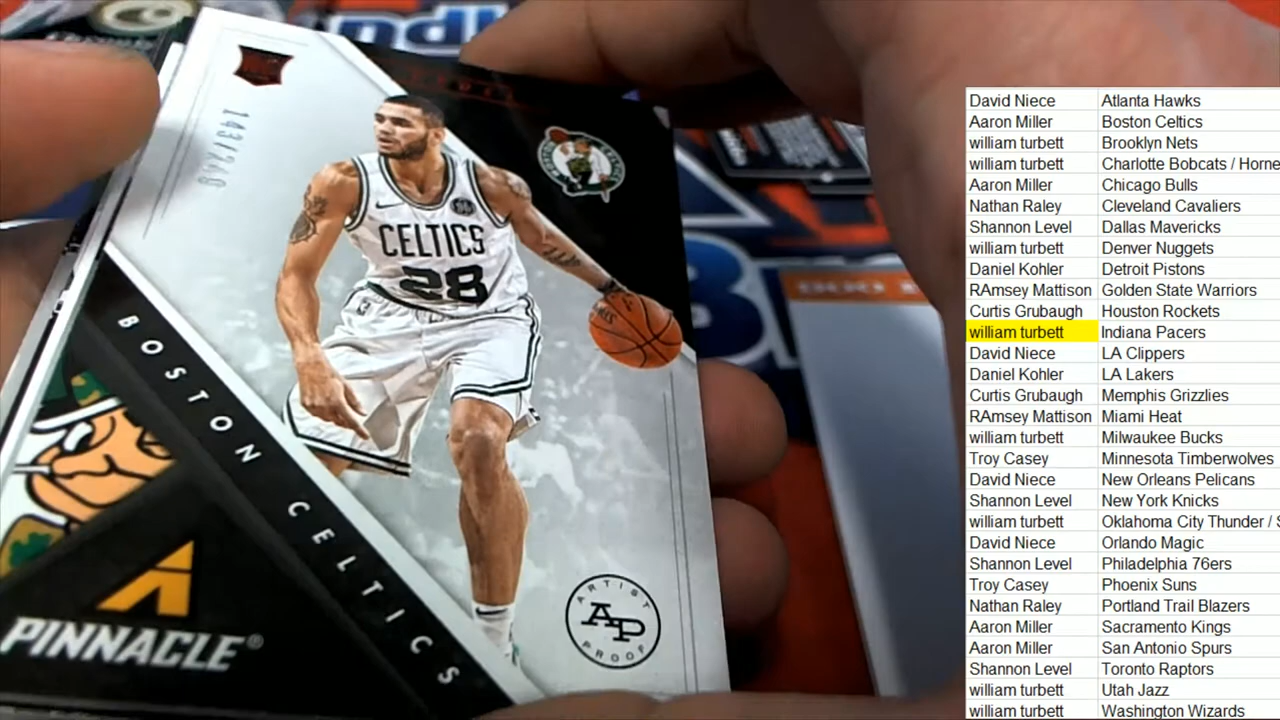 RC
143/249
CELTICS
28
BOSTON CELTICS
PINNACLE®
ARTIST
AP
PROOF
David Niece Atlanta Hawks
Aaron Miller Boston Celtics
william turbett Brooklyn Nets
william turbett Charlotte Bobcats / Horne
Aaron Miller Chicago Bulls
Nathan Raley Cleveland Cavaliers
Shannon Level Dallas Mavericks
william turbett Denver Nuggets
Daniel Kohler Detroit Pistons
RAmsey Mattison Golden State Warriors
Curtis Grubaugh Houston Rockets
william turbett Indiana Pacers
David Niece LA Clippers
Daniel Kohler LA Lakers
Curtis Grubaugh Memphis Grizzlies
RAmsey Mattison Miami Heat
william turbett Milwaukee Bucks
Troy Casey Minnesota Timberwolves
David Niece New Orleans Pelicans
Shannon Level New York Knicks
william turbett Oklahoma City Thunder / S
David Niece Orlando Magic
Shannon Level Philadelphia 76ers
Troy Casey Phoenix Suns
Nathan Raley Portland Trail Blazers
Aaron Miller Sacramento Kings
Aaron Miller San Antonio Spurs
Shannon Level Toronto Raptors
william turbett Utah Jazz
william turbett Washington Wizards